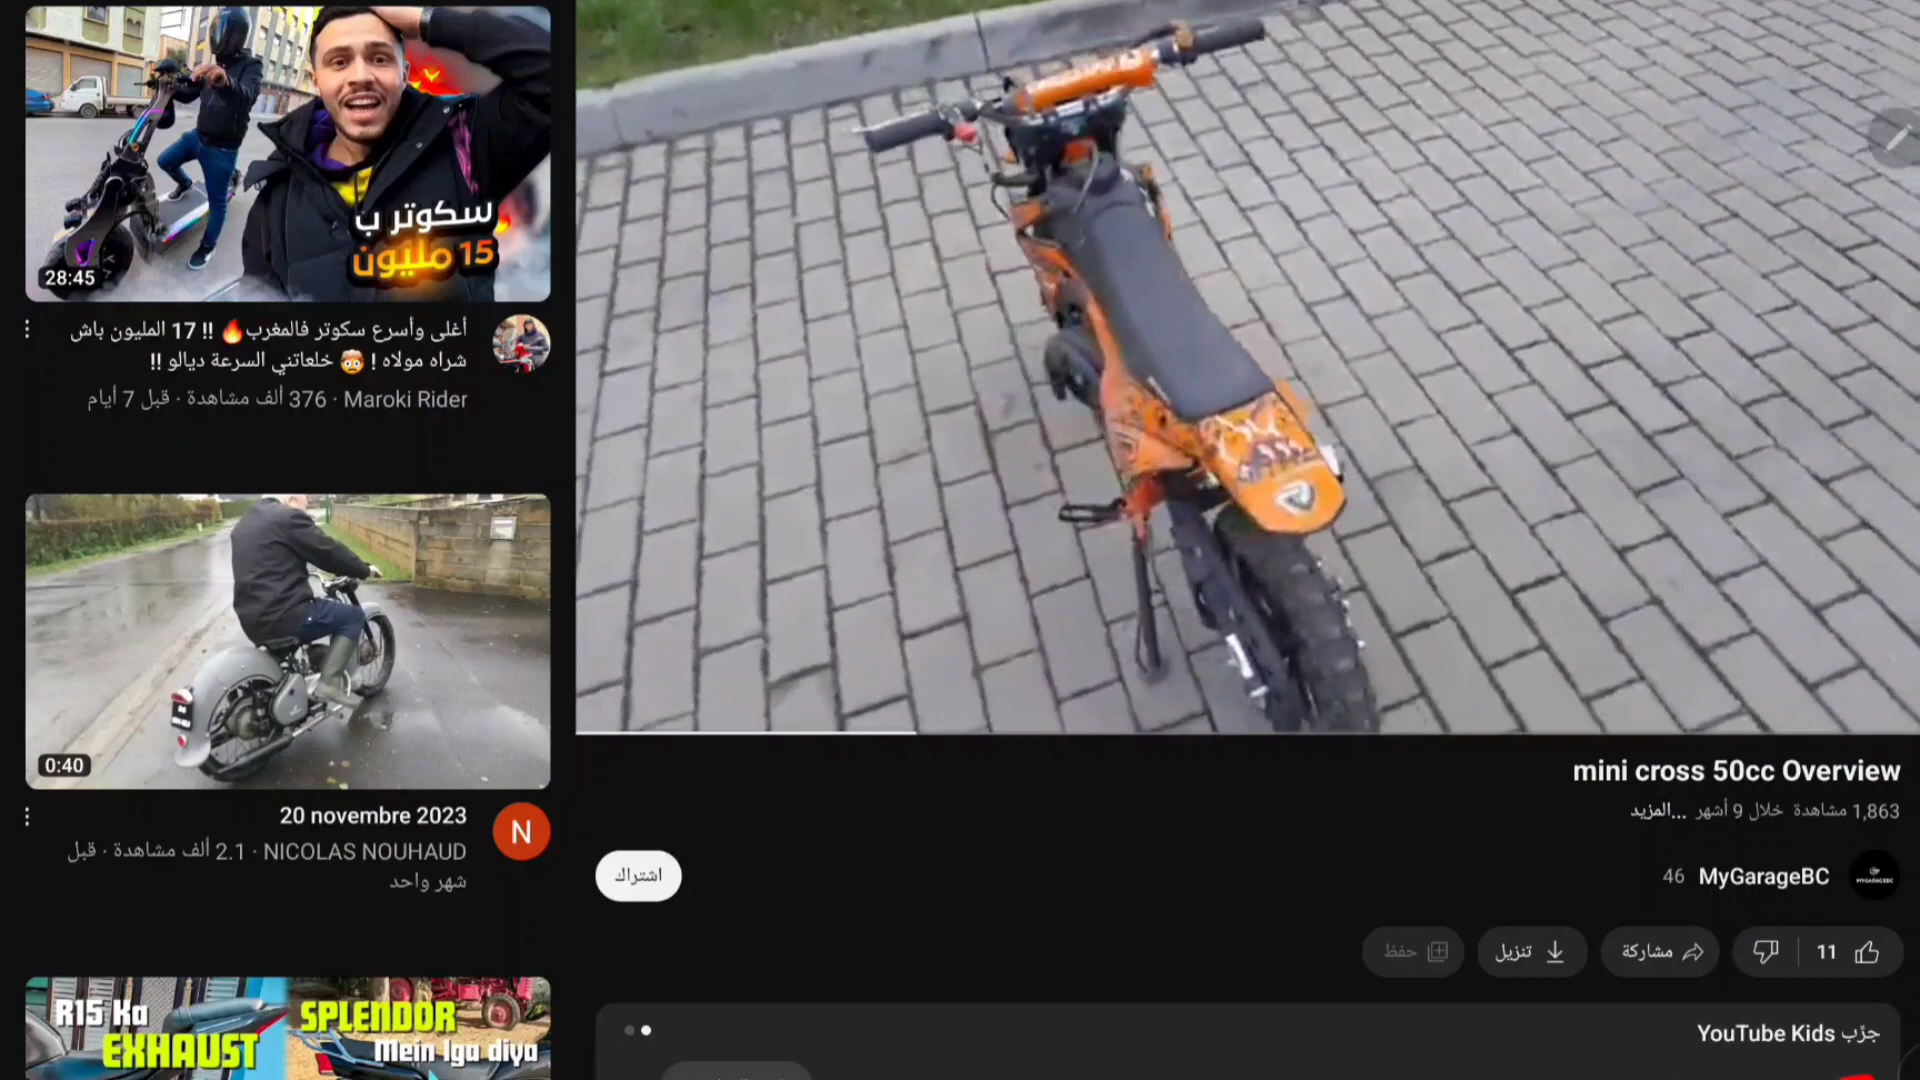 سكوتر ب
15 مليون
28:45
أغلى وأسرع سكوتر فالمغرب🔥 !! 17 المليون باش
شراه مولاه ! 🤯 خلعاتني السرعة ديالو !!
Maroki Rider · 376 ألف مشاهدة · قبل 7 أيام
0:40
20 novembre 2023
N
NICOLAS NOUHAUD · 2.1 ألف مشاهدة · قبل
شهر واحد
R15 Ka
EXHAUST
SPLENDOR
Mein lga diya
mini cross 50cc Overview
1,863 مشاهدة خلال 9 أشهر ...المزيد
MyGarageBC 46
اشتراك
11
مشاركة
تنزيل
حفظ
جرِّب YouTube Kids